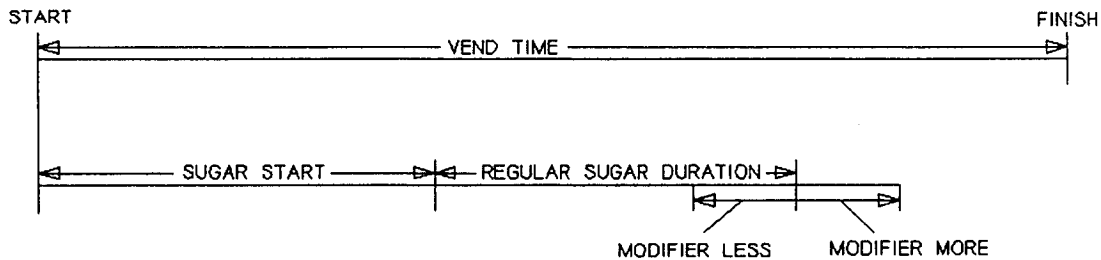 START
FINISH
VEND TIME
SUGAR START
REGULAR SUGAR DURATION
MODIFIER LESS
MODIFIER MORE